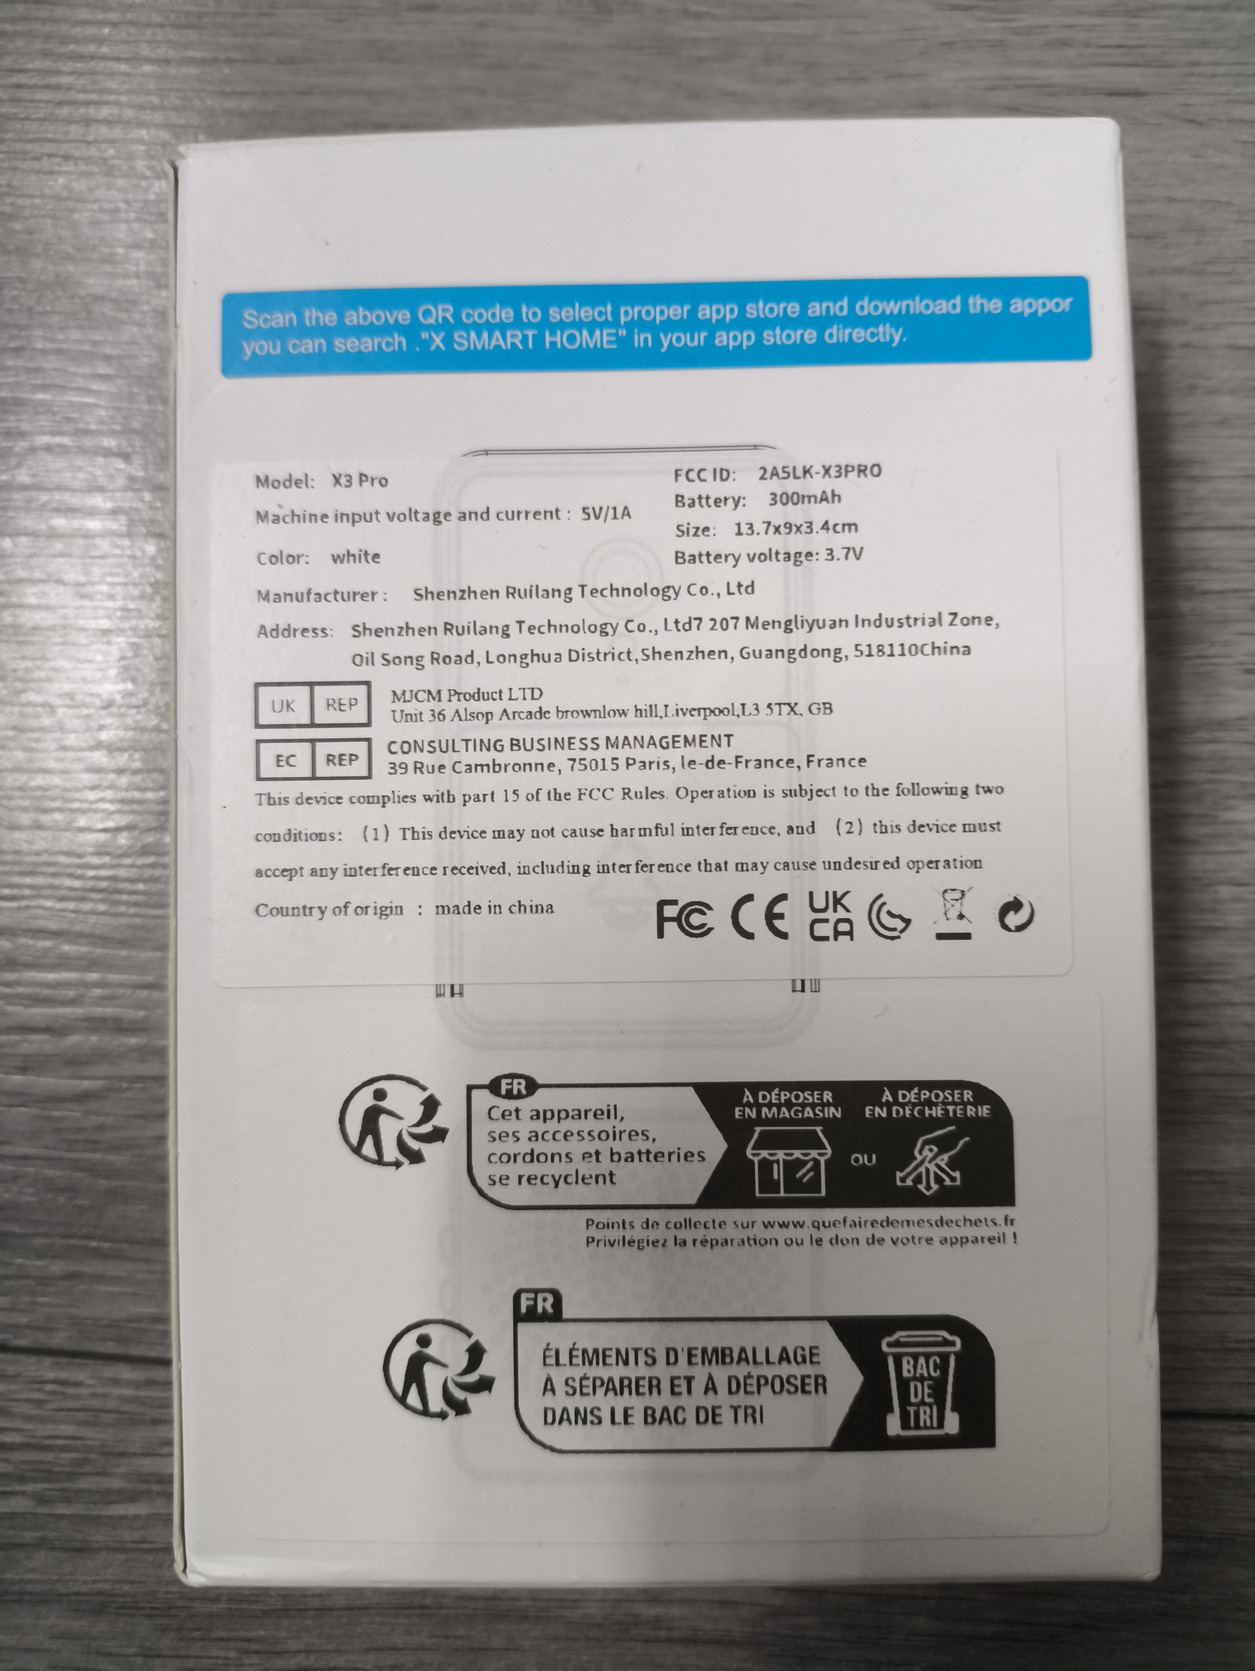 Scan the above QR code to select proper app store and download the appor
you can search ."X SMART HOME" in your app store directly.
Model: X3 Pro
FCC ID: 2A5LK-X3PRO
Machine input voltage and current : 5V/1A
Battery: 300mAh
Size: 13.7x9x3.4cm
Color: white
Battery voltage: 3.7V
Manufacturer : Shenzhen Ruilang Technology Co., Ltd
Address: Shenzhen Ruilang Technology Co., Ltd7 207 Mengliyuan Industrial Zone,
Oil Song Road, Longhua District,Shenzhen, Guangdong, 518110China
UK REP
MJCM Product LTD
Unit 36 Alsop Arcade brownlow hill,Liverpool,L3 5TX, GB
EC REP
CONSULTING BUSINESS MANAGEMENT
39 Rue Cambronne, 75015 Paris, le-de-France, France
This device complies with part 15 of the FCC Rules. Operation is subject to the following two
conditions: (1) This device may not cause harmful interference, and (2) this device must
accept any interference received, including interference that may cause undesired operation
Country of origin : made in china
FC CE UK
CA
FR
Cet appareil,
ses accessoires,
cordons et batteries
se recyclent
À DÉPOSER
EN MAGASIN
OU
À DÉPOSER
EN DÉCHÈTERIE
Points de collecte sur www.quefairedemesdechets.fr
Privilégiez la réparation ou le don de votre appareil !
FR
ÉLÉMENTS D'EMBALLAGE
À SÉPARER ET À DÉPOSER
DANS LE BAC DE TRI
BAC
DE
TRI